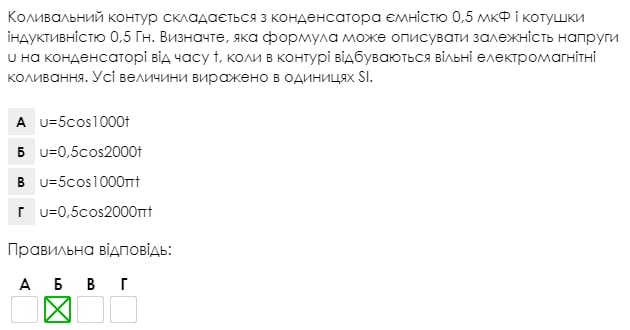 Коливальний контур складається з конденсатора ємністю 0,5 мкФ і котушки
індуктивністю 0,5 Гн. Визначте, яка формула може описувати залежність напруги
u на конденсаторі від часу t, коли в контурі відбуваються вільні електромагнітні
коливання. Усі величини виражено в одиницях SI.
А u=5cos1000t
Б u=0,5cos2000t
В u=5cos1000πt
Г u=0,5cos2000πt
Правильна відповідь:
А Б В Г